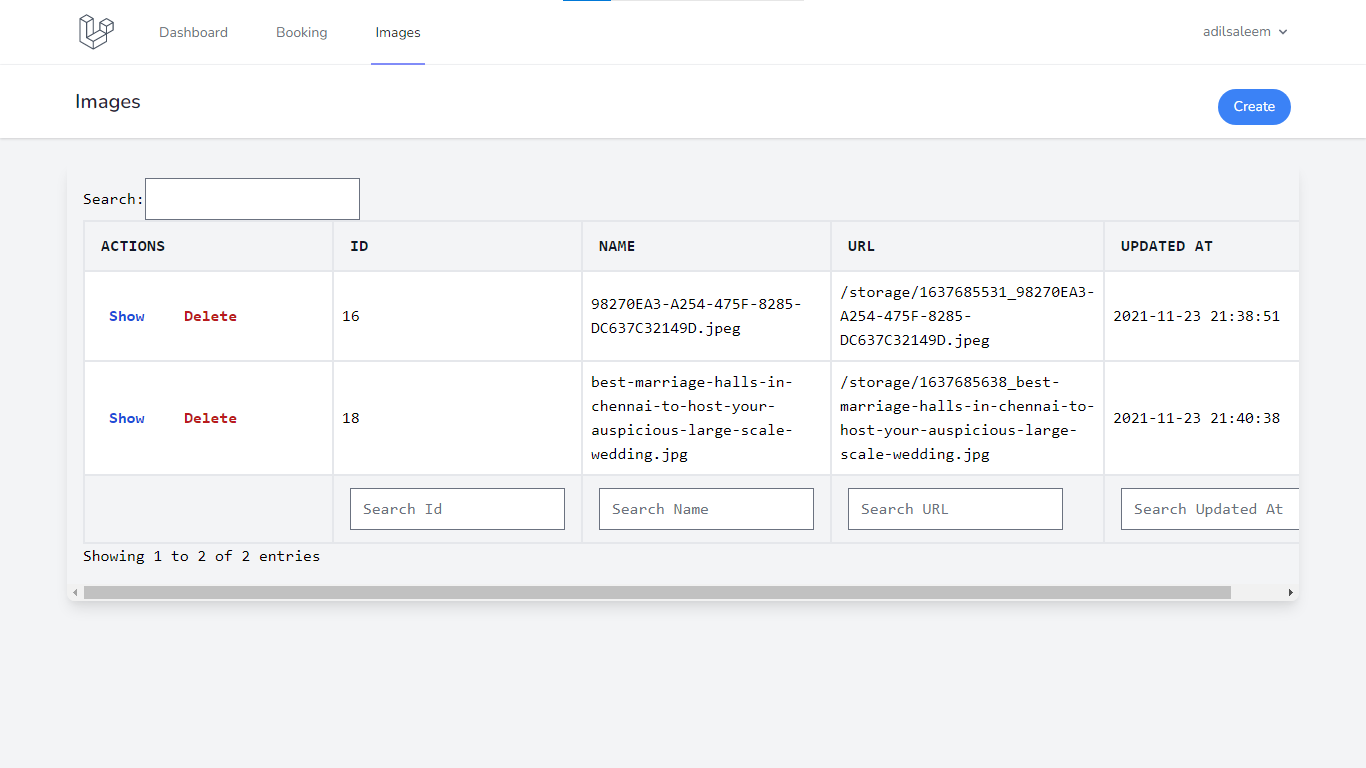 Dashboard Booking Images adilsaleem
Images Create
Search:
ACTIONS ID NAME URL UPDATED AT
Show Delete 16 98270EA3-A254-475F-8285- /storage/1637685531_98270EA3- 2021-11-23 21:38:51
DC637C32149D.jpeg A254-475F-8285-
DC637C32149D.jpeg
Show Delete 18 best-marriage-halls-in- /storage/1637685638_best- 2021-11-23 21:40:38
chennai-to-host-your- marriage-halls-in-chennai-to-
auspicious-large-scale- host-your-auspicious-large-
wedding.jpg scale-wedding.jpg
Search Id Search Name Search URL Search Updated At
Showing 1 to 2 of 2 entries